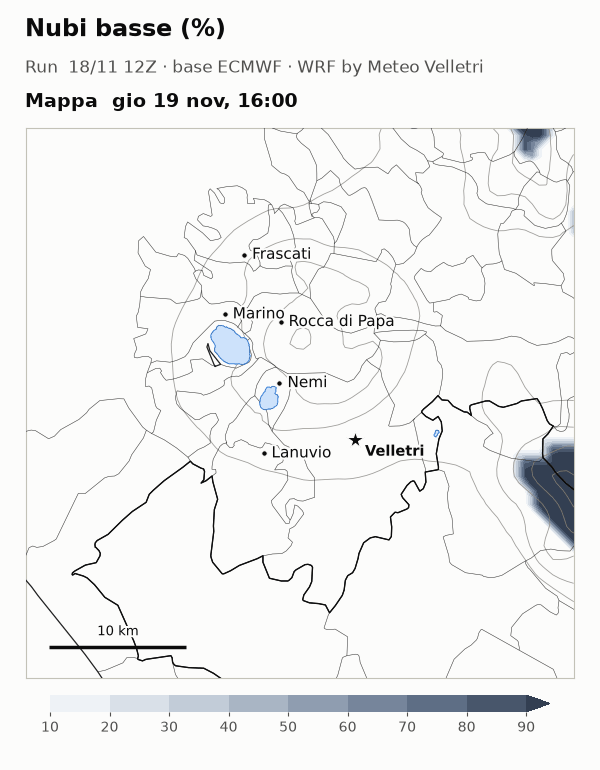 Nubi basse (%)
Run 18/11 12Z · base ECMWF · WRF by Meteo Velletri
Mappa gio 19 nov, 16:00
Frascati
Marino
Rocca di Papa
Nemi
Velletri
Lanuvio
10 km
10 20 30 40 50 60 70 80 90